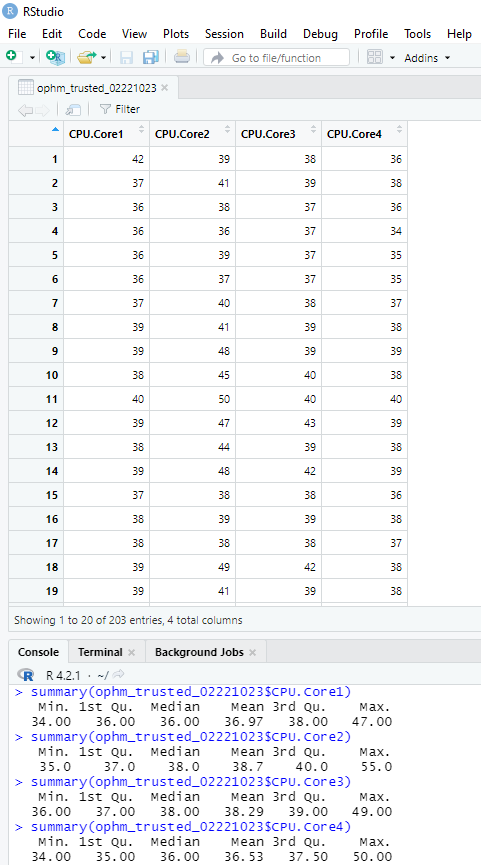 R RStudio
File Edit Code View Plots Session Build Debug Profile Tools Help
R Go to file/function Addins
ophm_trusted_02221023
Filter
CPU.Core1 CPU.Core2 CPU.Core3 CPU.Core4
1 42 39 38 36
2 37 41 39 38
3 36 38 37 36
4 36 36 37 34
5 36 39 37 35
6 36 37 37 35
7 37 40 38 37
8 39 41 39 38
9 39 48 39 39
10 38 45 40 38
11 40 50 40 40
12 39 47 43 39
13 38 44 39 38
14 39 48 42 39
15 37 38 38 36
16 38 39 39 38
17 38 38 38 37
18 39 49 42 38
19 39 41 39 38
Showing 1 to 20 of 203 entries, 4 total columns
Console Terminal Background Jobs
R R 4.2.1 · ~/
> summary(ophm_trusted_02221023$CPU.Core1)
Min. 1st Qu. Median Mean 3rd Qu. Max.
34.00 36.00 36.00 36.97 38.00 47.00
> summary(ophm_trusted_02221023$CPU.Core2)
Min. 1st Qu. Median Mean 3rd Qu. Max.
35.0 37.0 38.0 38.7 40.0 55.0
> summary(ophm_trusted_02221023$CPU.Core3)
Min. 1st Qu. Median Mean 3rd Qu. Max.
36.00 37.00 38.00 38.29 39.00 49.00
> summary(ophm_trusted_02221023$CPU.Core4)
Min. 1st Qu. Median Mean 3rd Qu. Max.
34.00 35.00 36.00 36.53 37.50 50.00